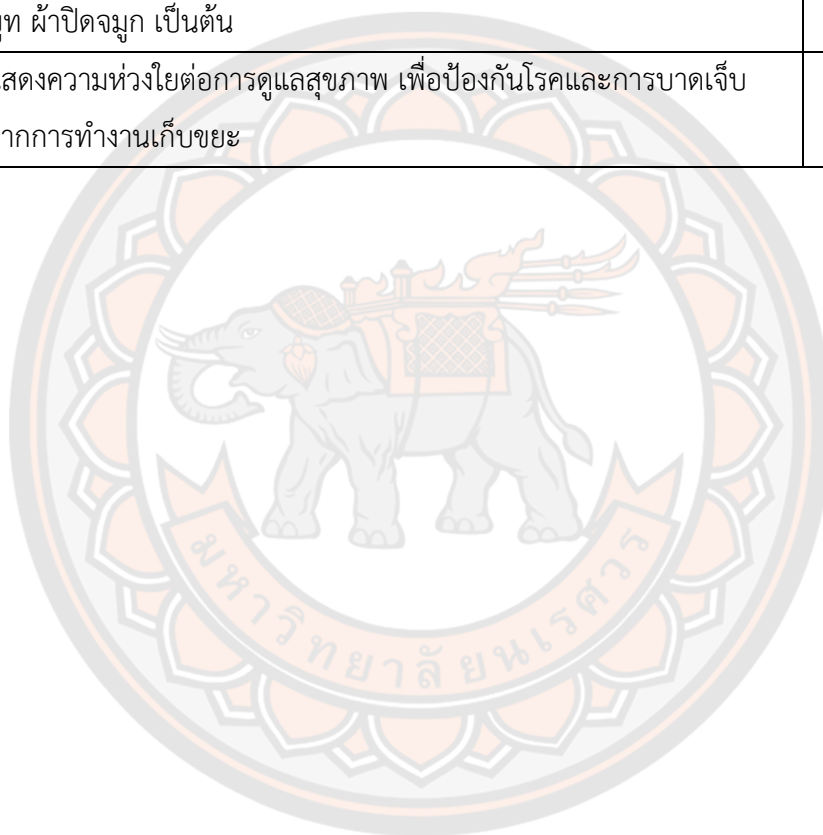 ผ้าปิดจมูก เป็นต้น
สดงความห่วงใยต่อการดูแลสุขภาพ เพื่อป้องกันโรคและการบาดเจ็บ
ากการทำงานเก็บขยะ
มหาวิทยาลัยนเรศวร